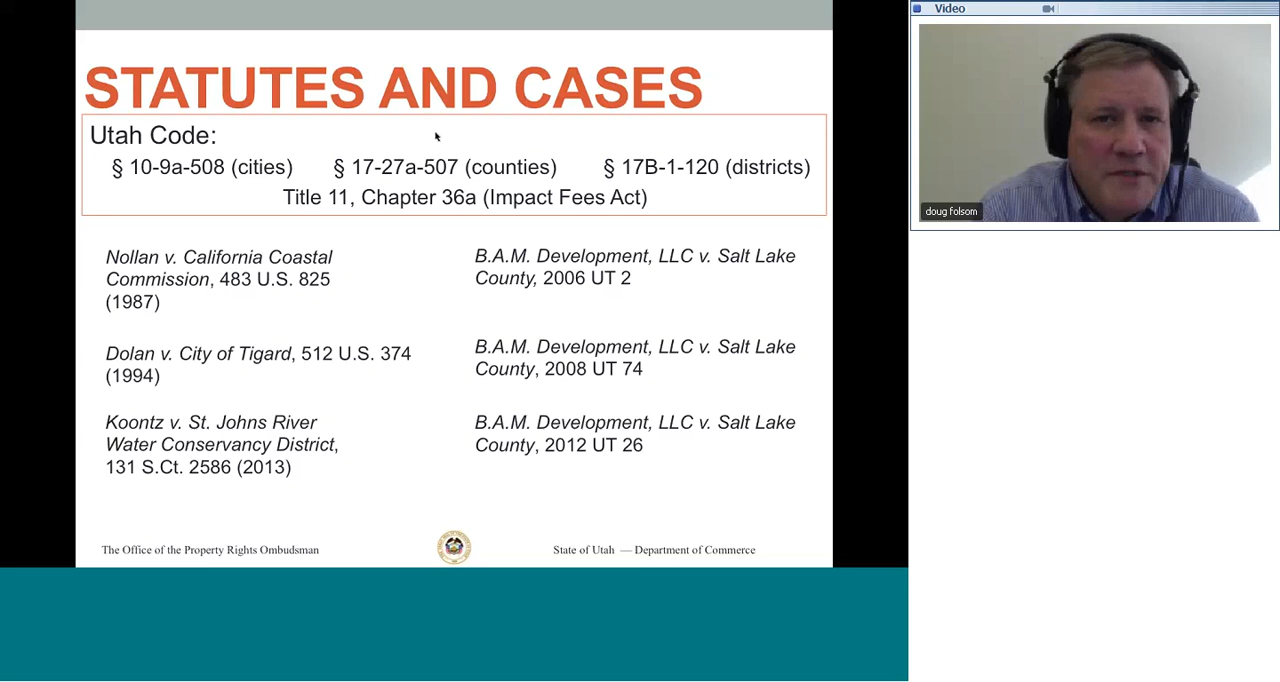 STATUTES AND CASES
Utah Code:
§ 10-9a-508 (cities) § 17-27a-507 (counties) § 17B-1-120 (districts)
Title 11, Chapter 36a (Impact Fees Act)
Nollan v. California Coastal
Commission, 483 U.S. 825
(1987)
Dolan v. City of Tigard, 512 U.S. 374
(1994)
Koontz v. St. Johns River
Water Conservancy District,
131 S.Ct. 2586 (2013)
B.A.M. Development, LLC v. Salt Lake
County, 2006 UT 2
B.A.M. Development, LLC v. Salt Lake
County, 2008 UT 74
B.A.M. Development, LLC v. Salt Lake
County, 2012 UT 26
The Office of the Property Rights Ombudsman
State of Utah — Department of Commerce
Video
doug folsom